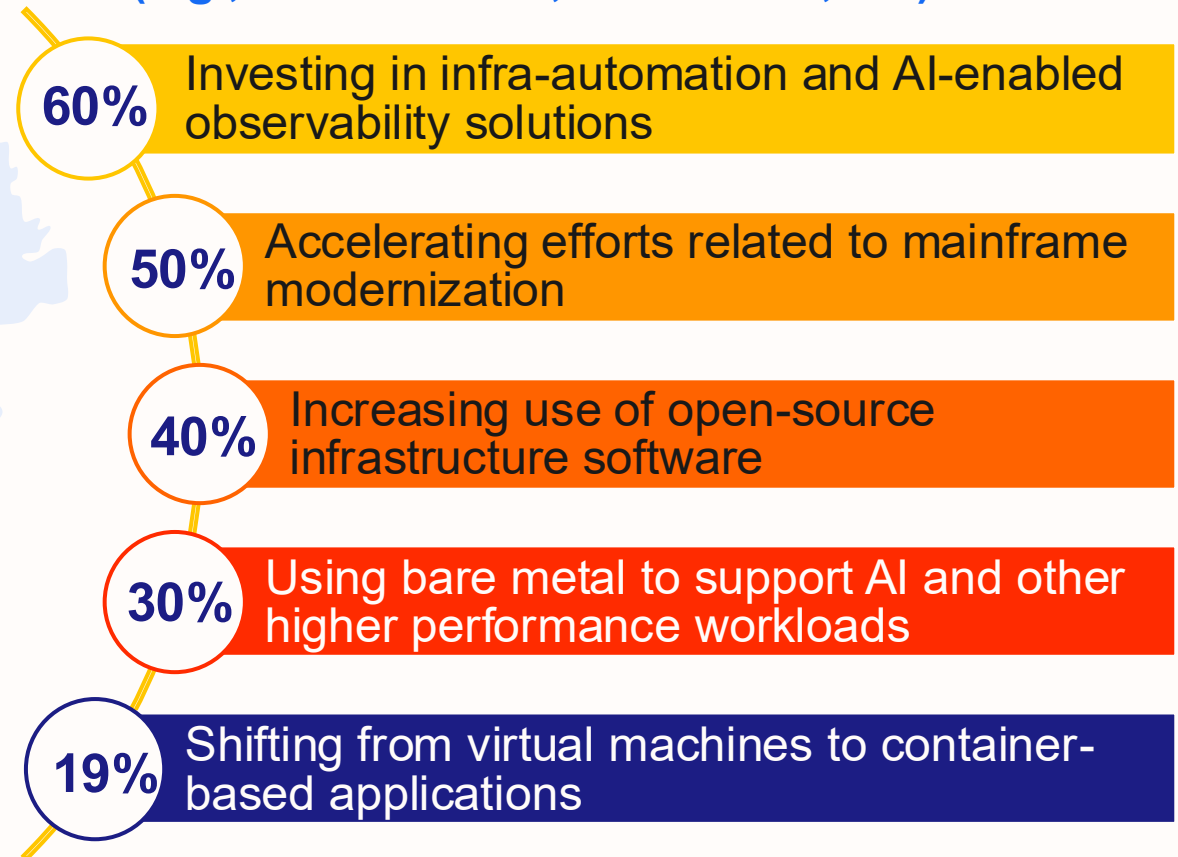 60%
Investing in infra-automation and AI-enabled
observability solutions
50%
Accelerating efforts related to mainframe
modernization
40%
Increasing use of open-source
infrastructure software
30%
Using bare metal to support AI and other
higher performance workloads
19%
Shifting from virtual machines to container-
based applications